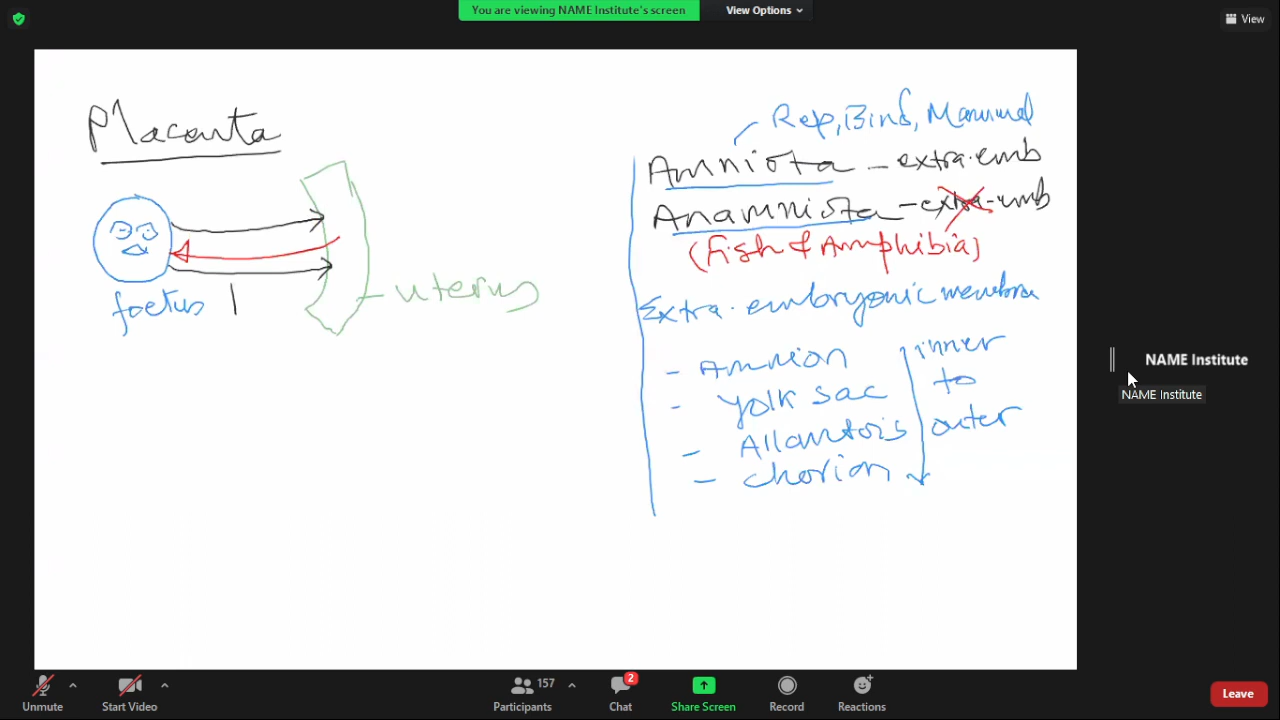 You are viewing NAME Institute's screen
View Options
View
Placenta
foetus
uterus
Rep, Bird, Mammal
Amniota - extra-emb
Anamniota - extra-emb
(Fish & Amphibia)
Extra-embryonic membra
- Amnion
- Yolk sac
- Allantois
- Chorion
inner
to
outer
NAME Institute
NAME Institute
Unmute
Start Video
157
Participants
2
Chat
Share Screen
Record
Reactions
Leave